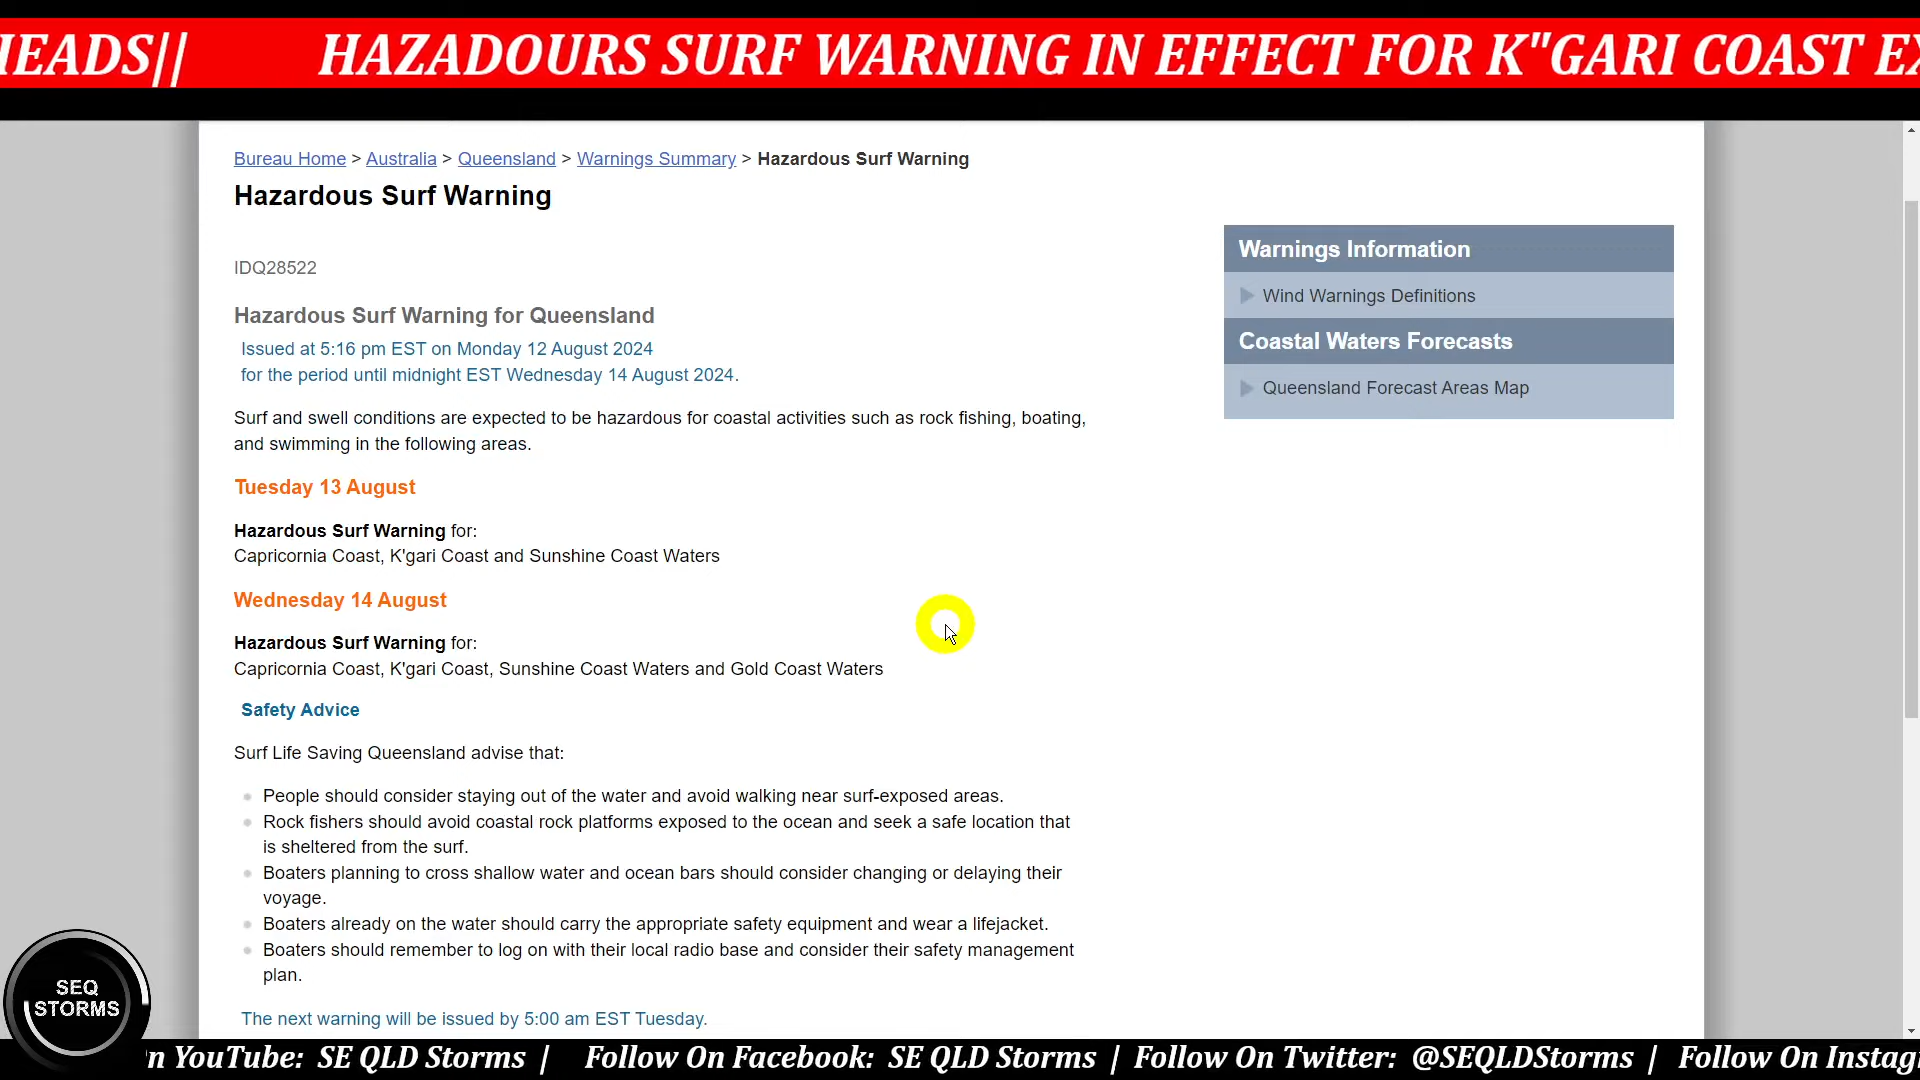 HEADS|| HAZADOURS SURF WARNING IN EFFECT FOR K"GARI COAST EX
Bureau Home > Australia > Queensland > Warnings Summary > Hazardous Surf Warning
Hazardous Surf Warning
Warnings Information
IDQ28522
Wind Warnings Definitions
Hazardous Surf Warning for Queensland
Coastal Waters Forecasts
Issued at 5:16 pm EST on Monday 12 August 2024
for the period until midnight EST Wednesday 14 August 2024.
Queensland Forecast Areas Map
Surf and swell conditions are expected to be hazardous for coastal activities such as rock fishing, boating,
and swimming in the following areas.
Tuesday 13 August
Hazardous Surf Warning for:
Capricornia Coast, K'gari Coast and Sunshine Coast Waters
Wednesday 14 August
Hazardous Surf Warning for:
Capricornia Coast, K'gari Coast, Sunshine Coast Waters and Gold Coast Waters
Safety Advice
Surf Life Saving Queensland advise that:
People should consider staying out of the water and avoid walking near surf-exposed areas.
Rock fishers should avoid coastal rock platforms exposed to the ocean and seek a safe location that
is sheltered from the surf.
Boaters planning to cross shallow water and ocean bars should consider changing or delaying their
voyage.
Boaters already on the water should carry the appropriate safety equipment and wear a lifejacket.
Boaters should remember to log on with their local radio base and consider their safety management
plan.
SEQ
STORMS
The next warning will be issued by 5:00 am EST Tuesday.
n YouTube: SE QLD Storms | Follow On Facebook: SE QLD Storms | Follow On Twitter: @SEQLDStorms | Follow On Instag